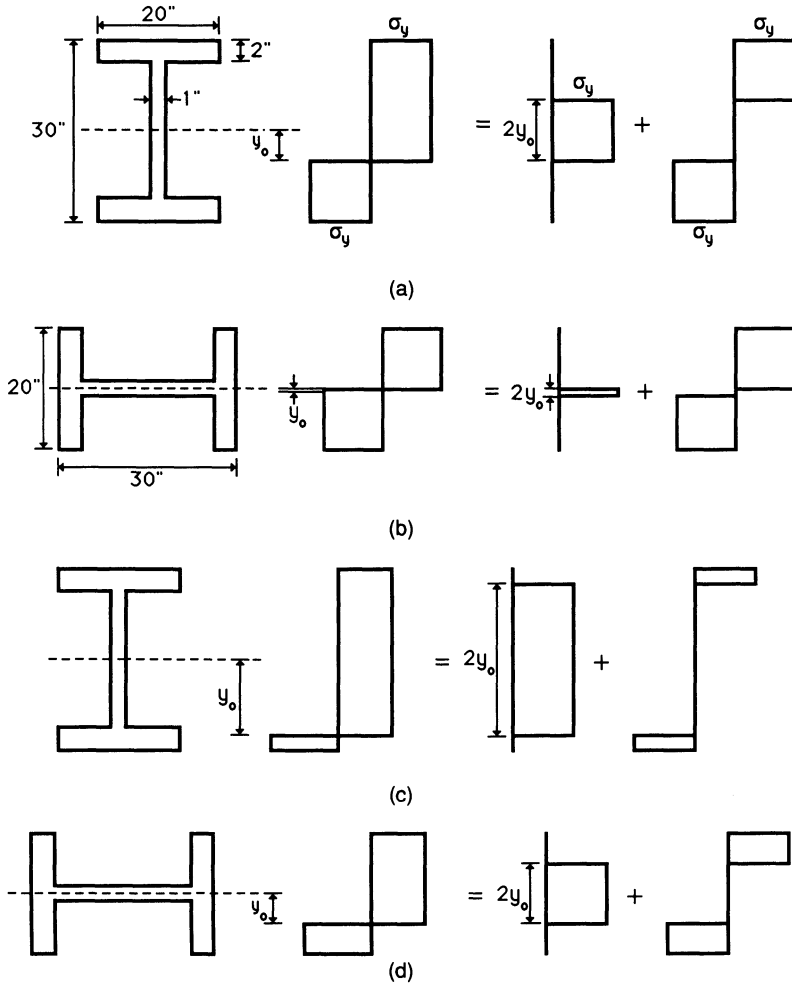 20"
2"
30"
1"
y₀
σy
σy
=
2y₀
σy
+
σy
σy
(a)
20"
30"
y₀
=
2y₀
+
(b)
y₀
=
2y₀
+
(c)
y₀
=
2y₀
+
(d)